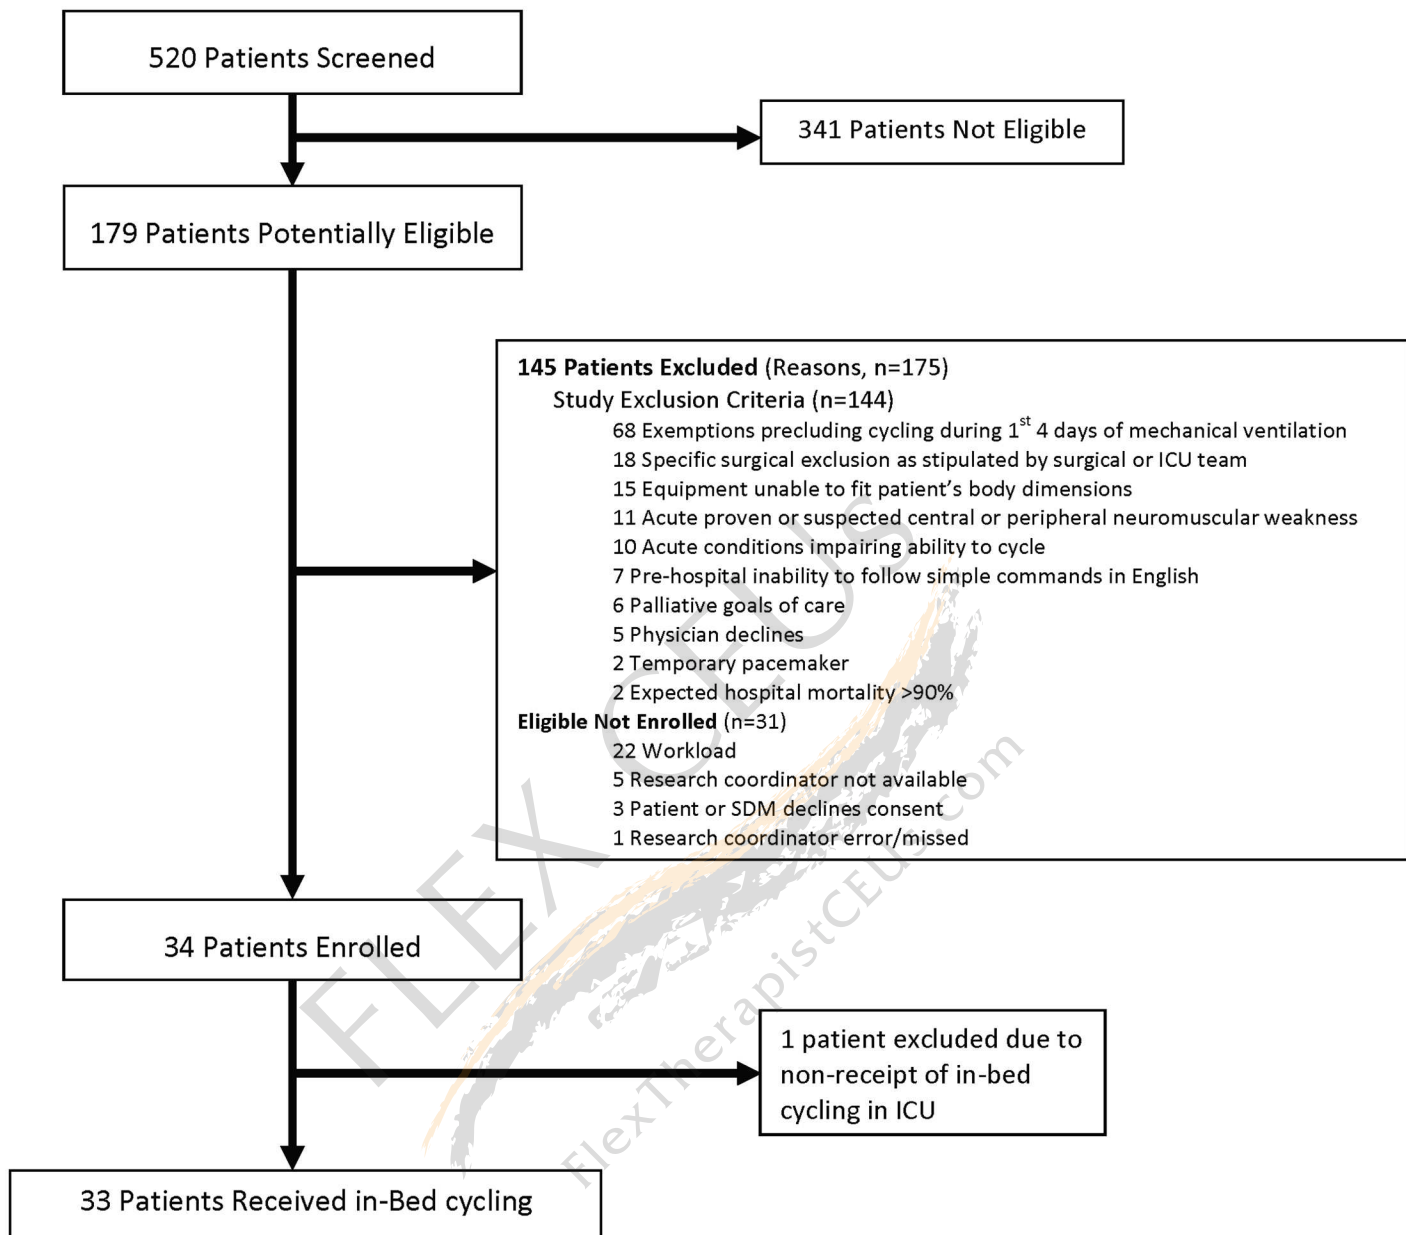 520 Patients Screened
341 Patients Not Eligible
179 Patients Potentially Eligible
145 Patients Excluded (Reasons, n=175)
Study Exclusion Criteria (n=144)
68 Exemptions precluding cycling during 1st 4 days of mechanical ventilation
18 Specific surgical exclusion as stipulated by surgical or ICU team
15 Equipment unable to fit patient's body dimensions
11 Acute proven or suspected central or peripheral neuromuscular weakness
10 Acute conditions impairing ability to cycle
7 Pre-hospital inability to follow simple commands in English
6 Palliative goals of care
5 Physician declines
2 Temporary pacemaker
2 Expected hospital mortality >90%
Eligible Not Enrolled (n=31)
22 Workload
5 Research coordinator not available
3 Patient or SDM declines consent
1 Research coordinator error/missed
34 Patients Enrolled
1 patient excluded due to
non-receipt of in-bed
cycling in ICU
33 Patients Received in-Bed cycling
FLEX CEUs
FlexTherapistCEUs.com